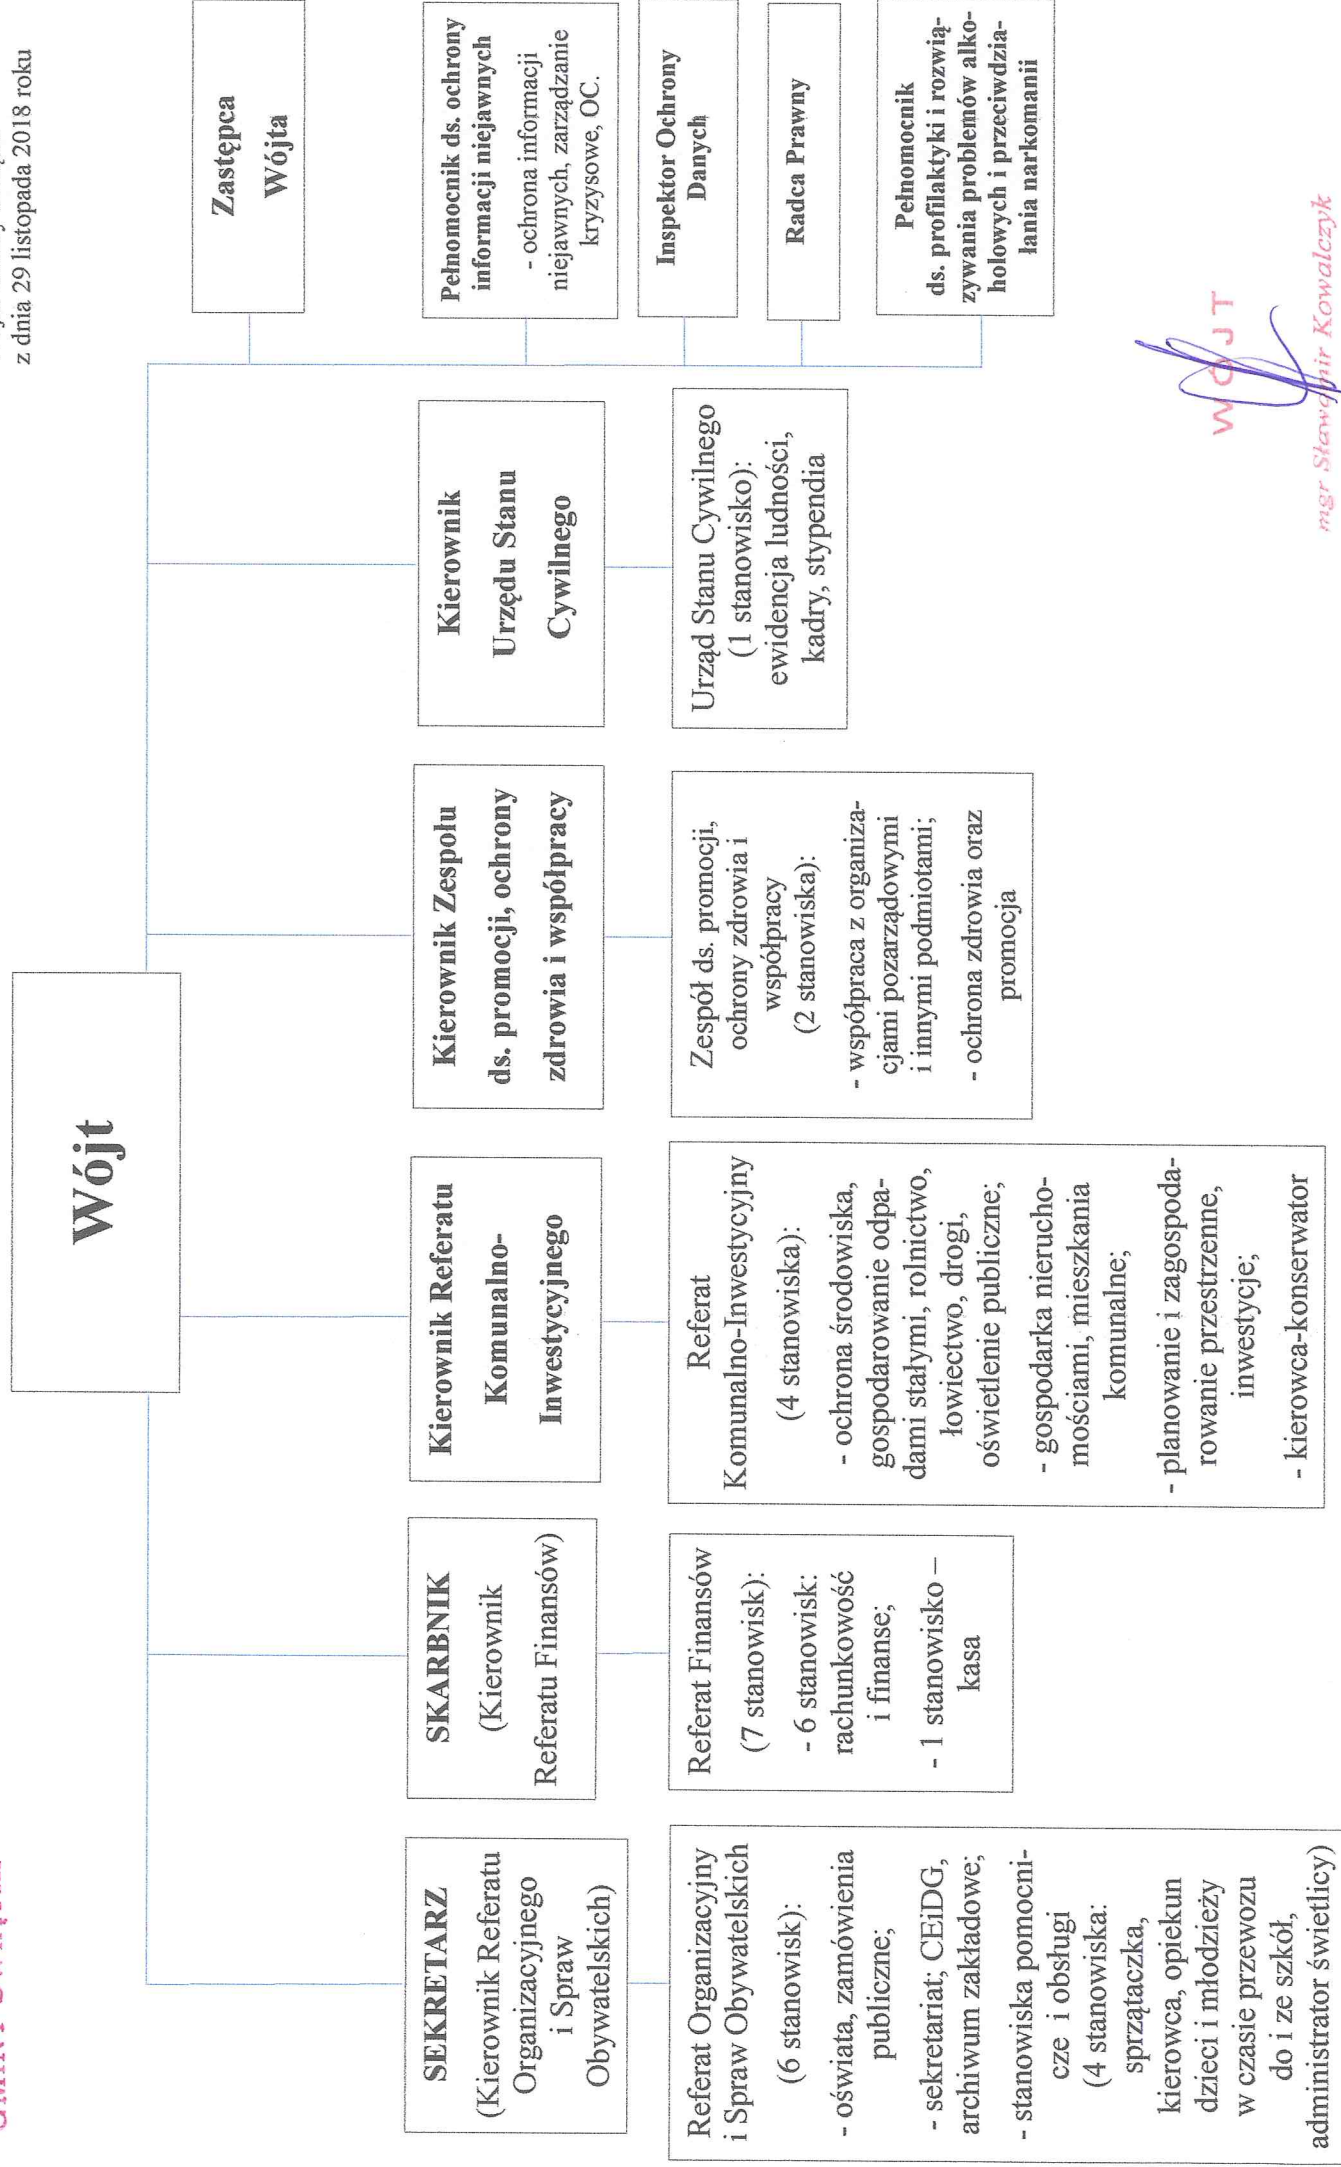 z dnia 29 listopada 2018 roku
Wójt
SEKRETARZ
(Kierownik Referatu
Organizacyjnego
i Spraw
Obywatelskich)
SKARBNIK
(Kierownik
Referatu Finansów)
Kierownik Referatu
Komunalno-
Inwestycyjnego
Kierownik Zespołu
ds. promocji, ochrony
zdrowia i współpracy
Kierownik
Urzędu Stanu
Cywilnego
Zastępca
Wójta
Pełnomocnik ds. ochrony
informacji niejawnych
- ochrona informacji
niejawnych, zarządzanie
kryzysowe, OC.
Inspektor Ochrony
Danych
Radca Prawny
Pełnomocnik
ds. profilaktyki i rozwią-
zywania problemów alko-
holowych i przeciwdzia-
łania narkomanii
Referat Organizacyjny
i Spraw Obywatelskich
(6 stanowisk):
- oświata, zamówienia
publiczne;
- sekretariat; CEiDG,
archiwum zakładowe;
- stanowiska pomocni-
cze i obsługi
(4 stanowiska:
sprzątaczka,
kierowca, opiekun
dzieci i młodzieży
w czasie przewozu
do i ze szkół,
administrator świetlicy)
Referat Finansów
(7 stanowisk):
- 6 stanowisk:
rachunkowość
i finanse;
- 1 stanowisko –
kasa
Referat
Komunalno-Inwestycyjny
(4 stanowiska):
- ochrona środowiska,
gospodarowanie odpa-
dami stałymi, rolnictwo,
łowiectwo, drogi,
oświetlenie publiczne;
- gospodarka nierucho-
mościami, mieszkania
komunalne;
- planowanie i zagospoda-
rowanie przestrzenne,
inwestycje;
- kierowca-konserwator
Zespół ds. promocji,
ochrony zdrowia i
współpracy
(2 stanowiska):
- współpraca z organiza-
cjami pozarządowymi
i innymi podmiotami;
- ochrona zdrowia oraz
promocja
Urząd Stanu Cywilnego
(1 stanowisko):
ewidencja ludności,
kadry, stypendia
WÓJT
mgr Sławomir Kowalczyk